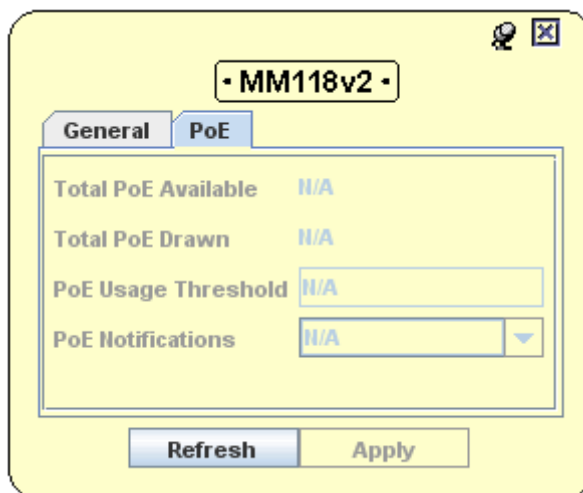 • MM118v2 •
General PoE
Total PoE Available N/A
Total PoE Drawn N/A
PoE Usage Threshold N/A
PoE Notifications N/A
Refresh Apply